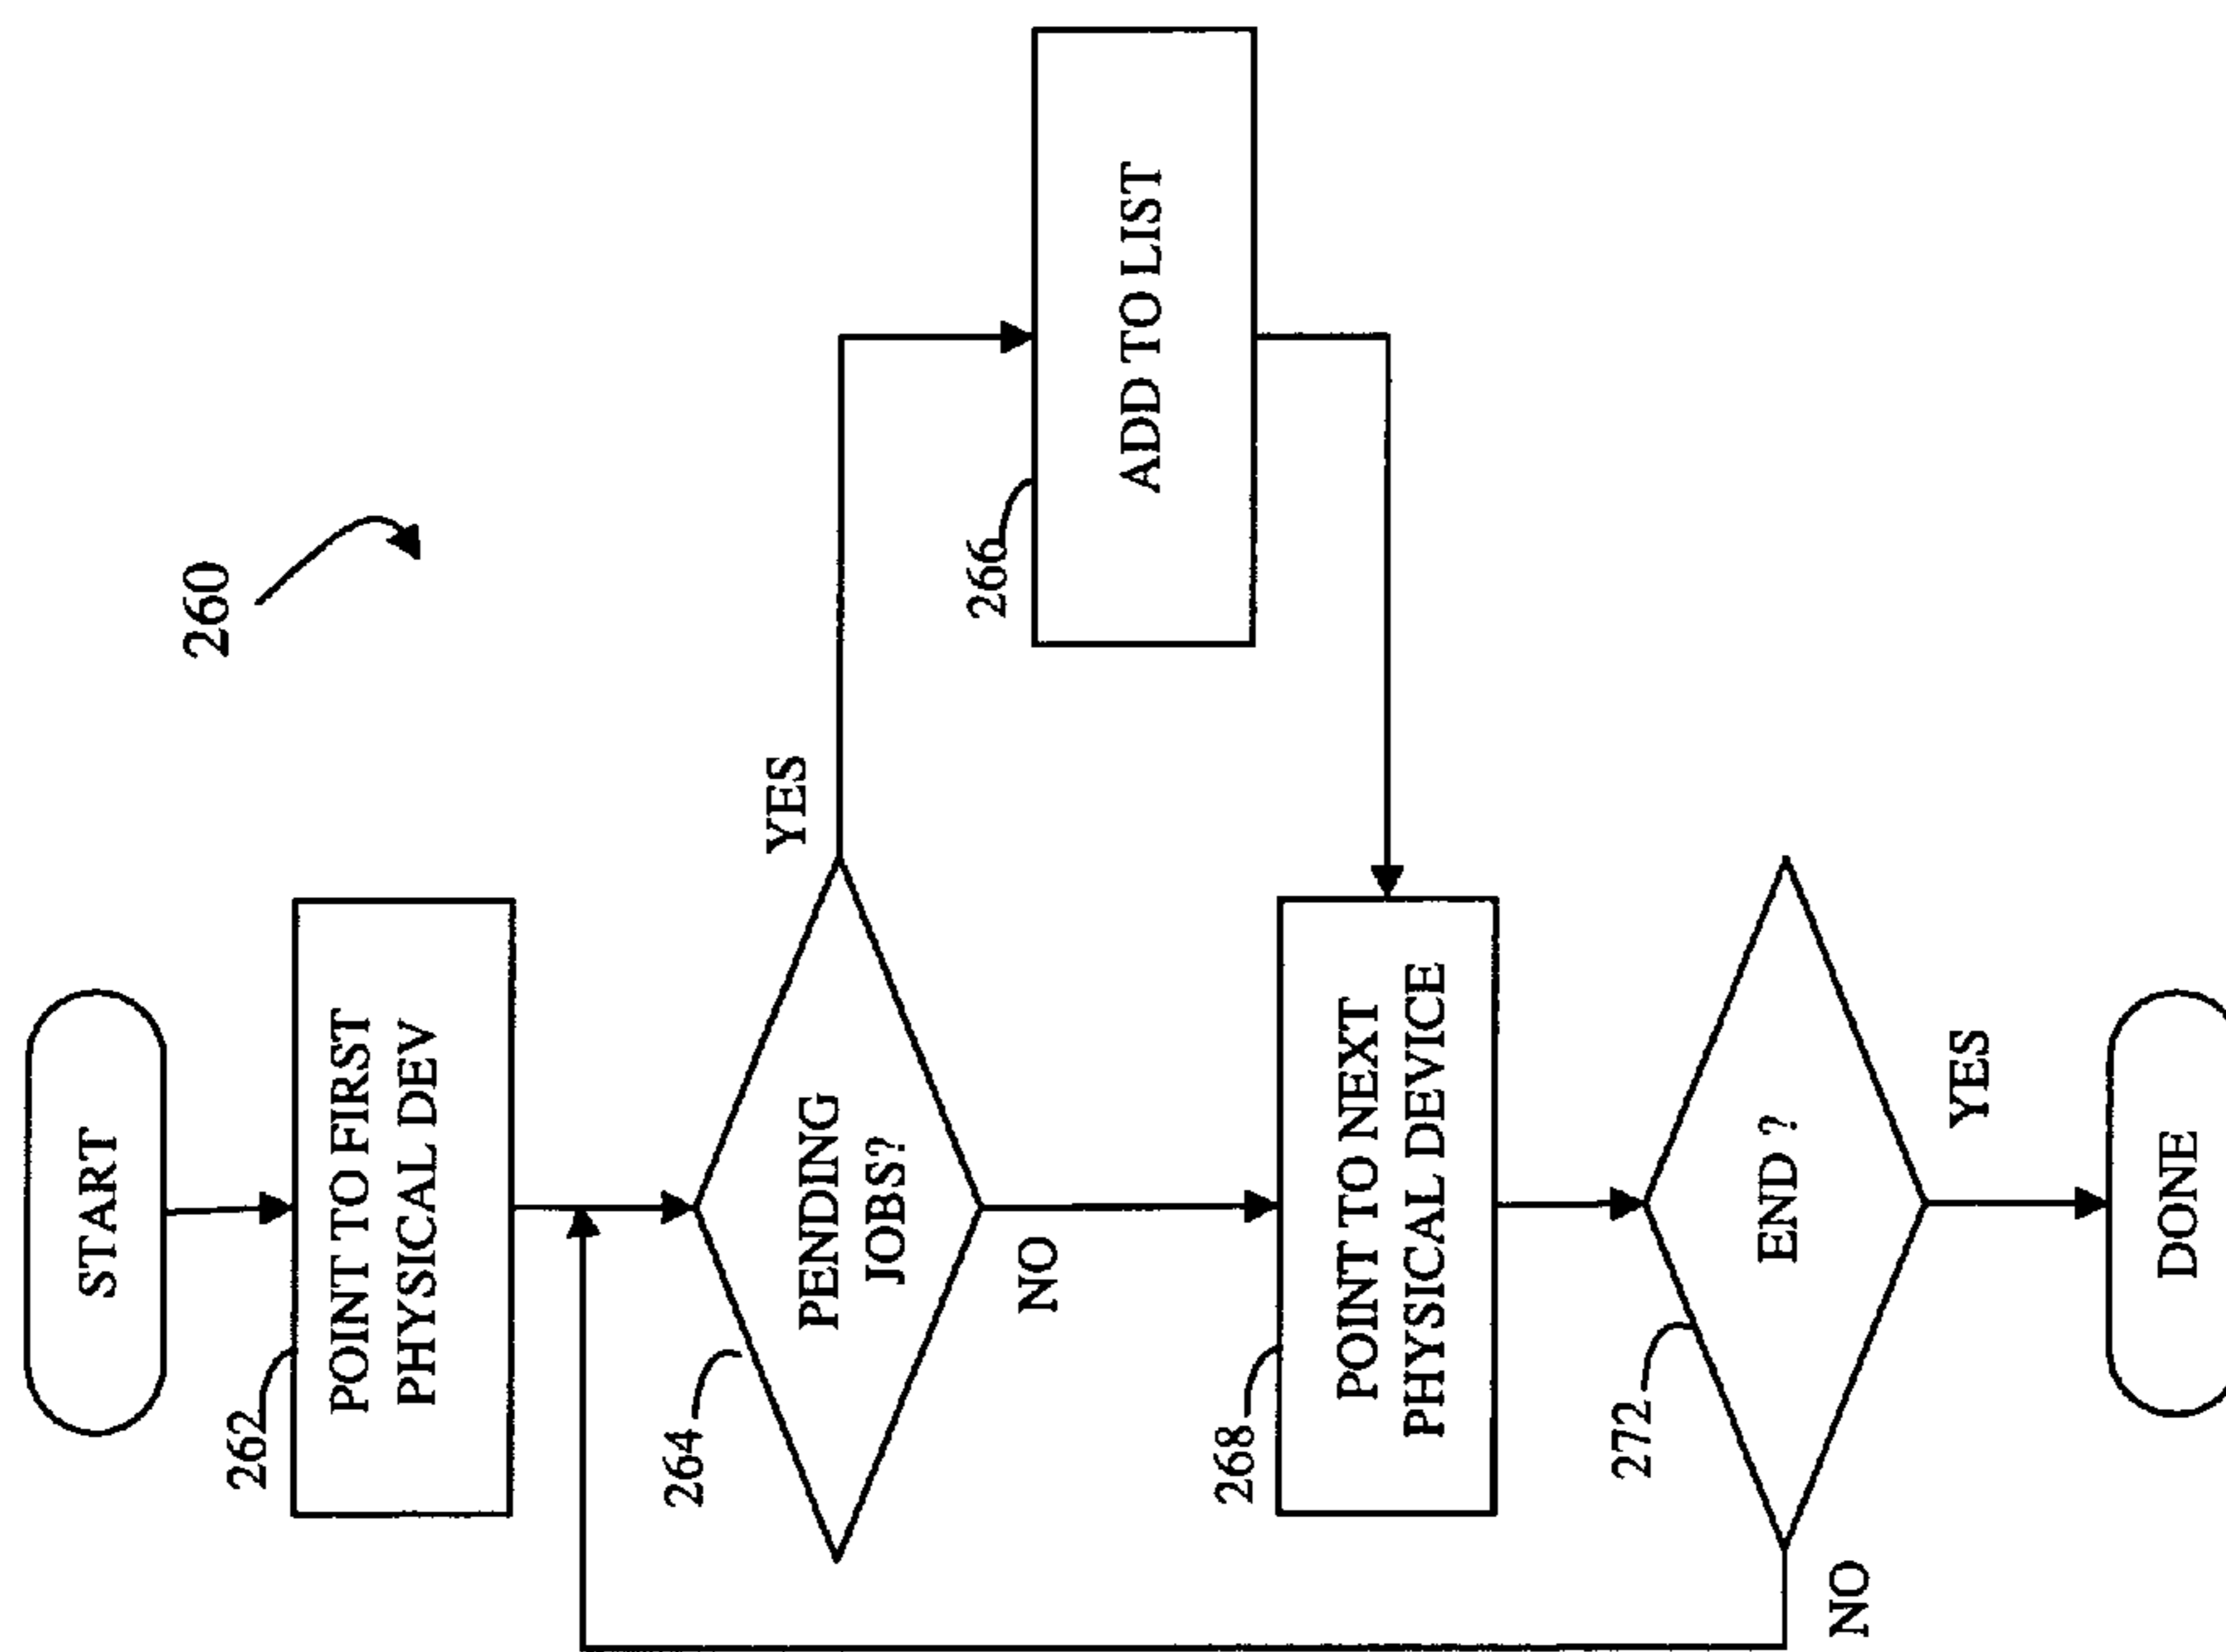 260
START
262
POINT TO FIRST
PHYSICAL DEV
264
PENDING
JOBS?
YES
NO
266
ADD TO LIST
268
POINT TO NEXT
PHYSICAL DEVICE
272
END ?
NO
YES
DONE